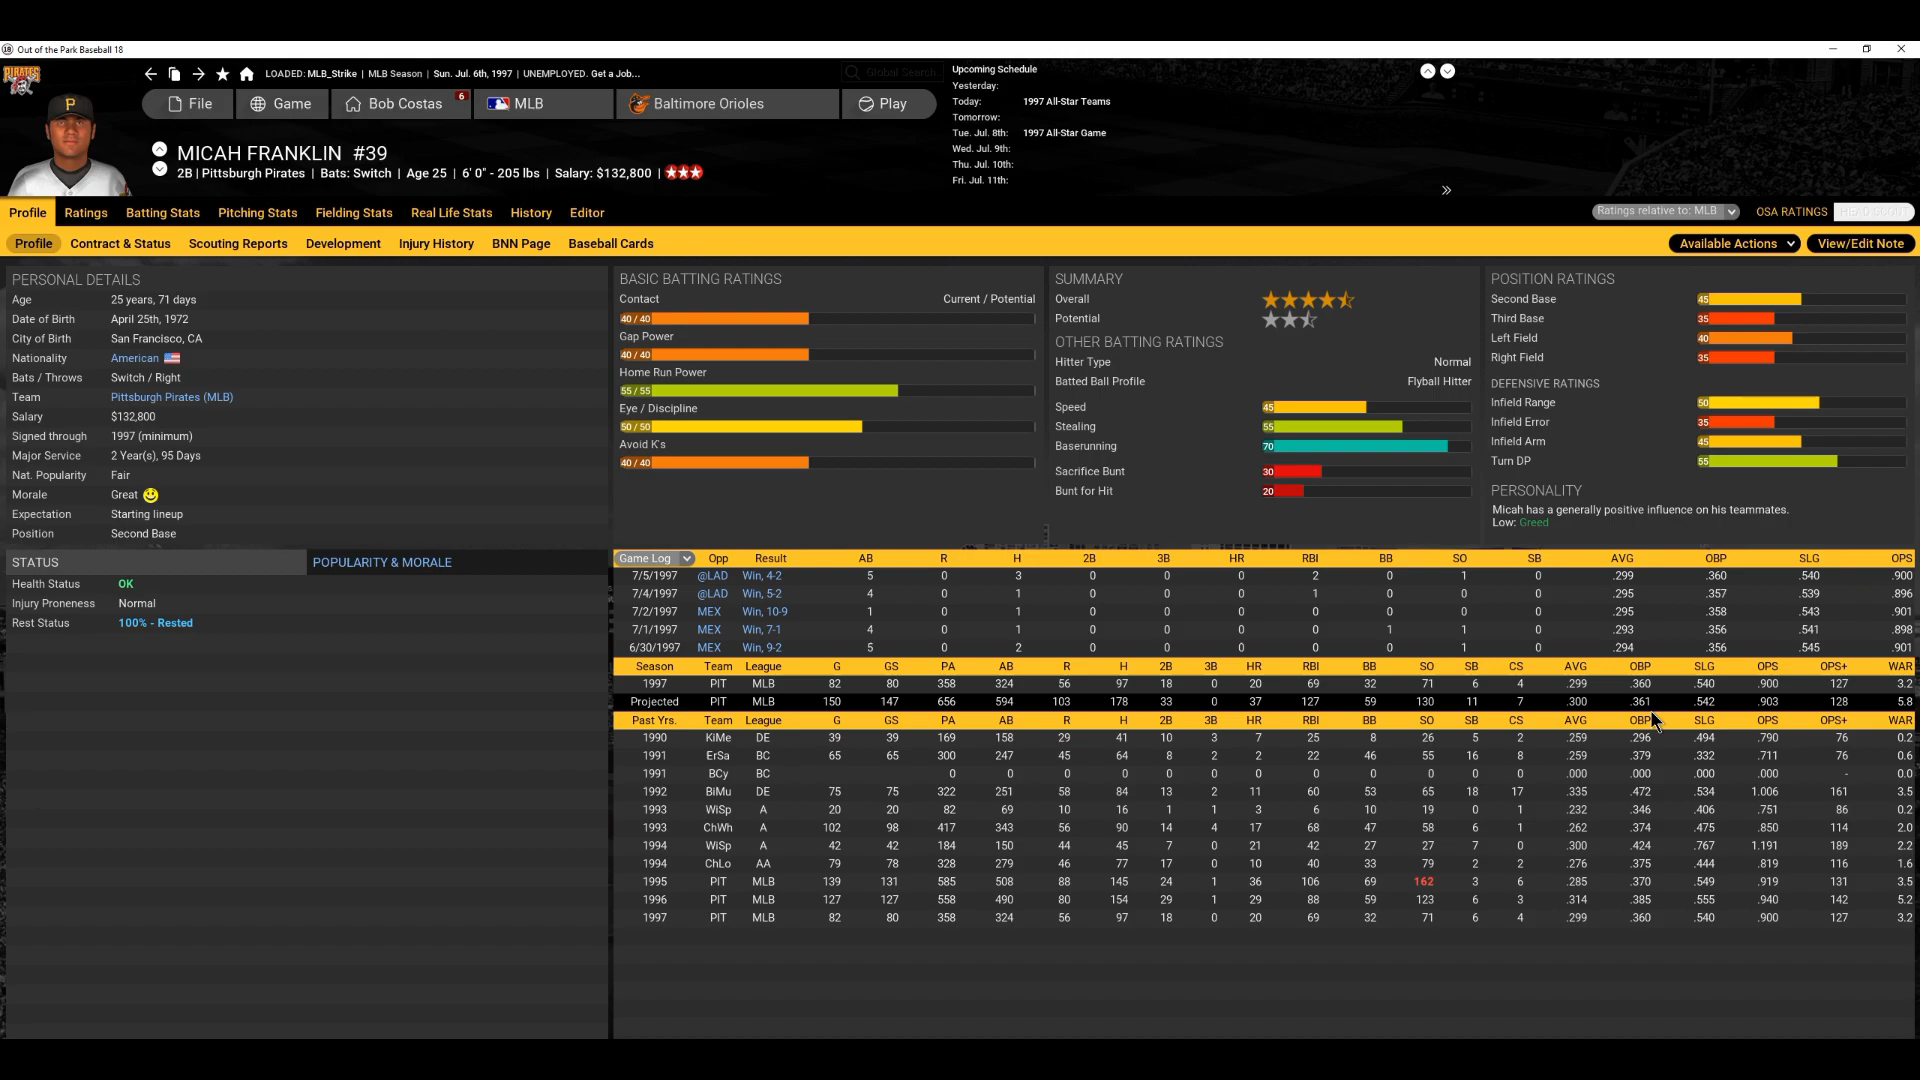 Out of the Park Baseball 18
PIRATES
LOADED: MLB_Strike | MLB Season | Sun. Jul. 6th, 1997 | UNEMPLOYED. Get a Job...
Global Search
File Game Bob Costas 6 MLB Baltimore Orioles Play
Upcoming Schedule
Yesterday:
Today: 1997 All-Star Teams
Tomorrow:
Tue. Jul. 8th: 1997 All-Star Game
Wed. Jul. 9th:
Thu. Jul. 10th:
Fri. Jul. 11th:
MICAH FRANKLIN #39
2B | Pittsburgh Pirates | Bats: Switch | Age 25 | 6' 0" - 205 lbs | Salary: $132,800 |
Profile Ratings Batting Stats Pitching Stats Fielding Stats Real Life Stats History Editor
Ratings relative to: MLB OSA RATINGS
Profile Contract & Status Scouting Reports Development Injury History BNN Page Baseball Cards
Available Actions View/Edit Note
PERSONAL DETAILS
Age 25 years, 71 days
Date of Birth April 25th, 1972
City of Birth San Francisco, CA
Nationality American
Bats / Throws Switch / Right
Team Pittsburgh Pirates (MLB)
Salary $132,800
Signed through 1997 (minimum)
Major Service 2 Year(s), 95 Days
Nat. Popularity Fair
Morale Great
Expectation Starting lineup
Position Second Base
BASIC BATTING RATINGS
Contact Current / Potential
40 / 40
Gap Power
40 / 40
Home Run Power
55 / 55
Eye / Discipline
50 / 50
Avoid K's
40 / 40
SUMMARY
Overall
Potential
OTHER BATTING RATINGS
Hitter Type Normal
Batted Ball Profile Flyball Hitter
Speed 45
Stealing 55
Baserunning 70
Sacrifice Bunt 30
Bunt for Hit 20
POSITION RATINGS
Second Base 45
Third Base 35
Left Field 40
Right Field 35
DEFENSIVE RATINGS
Infield Range 50
Infield Error 35
Infield Arm 45
Turn DP 55
PERSONALITY
Micah has a generally positive influence on his teammates.
Low: Greed
STATUS POPULARITY & MORALE
Health Status OK
Injury Proneness Normal
Rest Status 100% - Rested
Game Log Opp Result AB R H 2B 3B HR RBI BB SO SB AVG OBP SLG OPS
7/5/1997 @LAD Win, 4-2 5 0 3 0 0 0 2 0 1 0 .299 .360 .540 .900
7/4/1997 @LAD Win, 5-2 4 0 1 0 0 0 1 0 0 0 .295 .357 .539 .896
7/2/1997 MEX Win, 10-9 1 0 1 0 0 0 0 0 0 0 .295 .358 .543 .901
7/1/1997 MEX Win, 7-1 4 0 1 0 0 0 0 1 1 0 .293 .356 .541 .898
6/30/1997 MEX Win, 9-2 5 0 2 0 0 0 0 0 1 0 .294 .356 .545 .901
Season Team League G GS PA AB R H 2B 3B HR RBI BB SO SB CS AVG OBP SLG OPS OPS+ WAR
1997 PIT MLB 82 80 358 324 56 97 18 0 20 69 32 71 6 4 .299 .360 .540 .900 127 3.2
Projected PIT MLB 150 147 656 594 103 178 33 0 37 127 59 130 11 7 .300 .361 .542 .903 128 5.8
Past Yrs. Team League G GS PA AB R H 2B 3B HR RBI BB SO SB CS AVG OBP SLG OPS OPS+ WAR
1990 KiMe DE 39 39 169 158 29 41 10 3 7 25 8 26 5 2 .259 .296 .494 .790 76 0.2
1991 ErSa BC 65 65 300 247 45 64 8 2 2 22 46 55 16 8 .259 .379 .332 .711 76 0.6
1991 BCy BC 0 0 0 0 0 0 0 0 0 0 0 0 .000 .000 .000 .000 - 0.0
1992 BiMu DE 75 75 322 251 58 84 13 2 11 60 53 65 18 17 .335 .472 .534 1.006 161 3.5
1993 WiSp A 20 20 82 69 10 16 1 1 3 6 10 19 0 1 .232 .346 .406 .751 86 0.2
1993 ChWh A 102 98 417 343 56 90 14 4 17 68 47 58 6 1 .262 .374 .475 .850 114 2.0
1994 WiSp A 42 42 184 150 44 45 7 0 21 42 27 27 7 0 .300 .424 .767 1.191 189 2.2
1994 ChLo AA 79 78 328 279 46 77 17 0 10 40 33 79 2 2 .276 .375 .444 .819 116 1.6
1995 PIT MLB 139 131 585 508 88 145 24 1 36 106 69 162 3 6 .285 .370 .549 .919 131 3.5
1996 PIT MLB 127 127 558 490 80 154 29 1 29 88 59 123 6 3 .314 .385 .555 .940 142 5.2
1997 PIT MLB 82 80 358 324 56 97 18 0 20 69 32 71 6 4 .299 .360 .540 .900 127 3.2